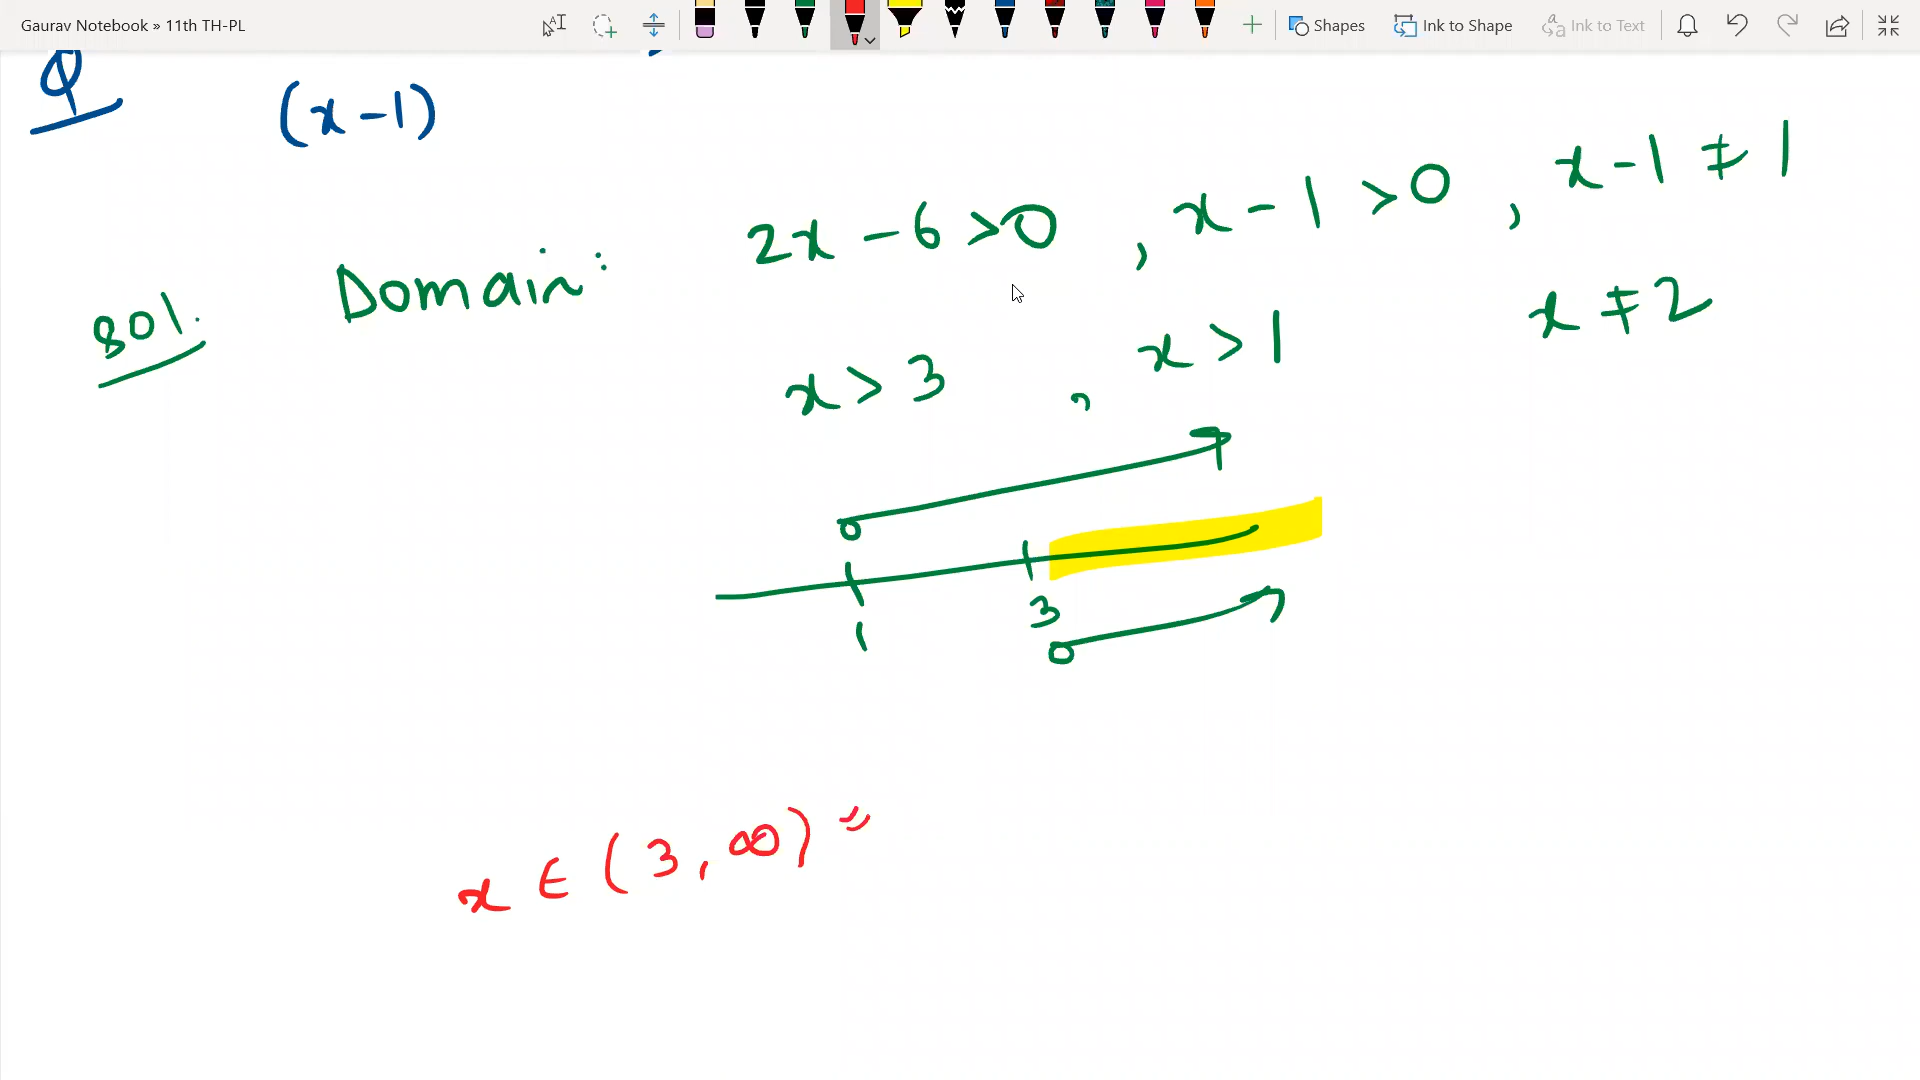 Gaurav Notebook » 11th TH-PL
Shapes
Ink to Shape
Ink to Text
Q
(x-1)
2x - 6 > 0 , x - 1 > 0 , x - 1 ≠ 1
Sol. Domain:
x > 3 , x > 1 x ≠ 2
1 3
x ∈ (3, ∞)